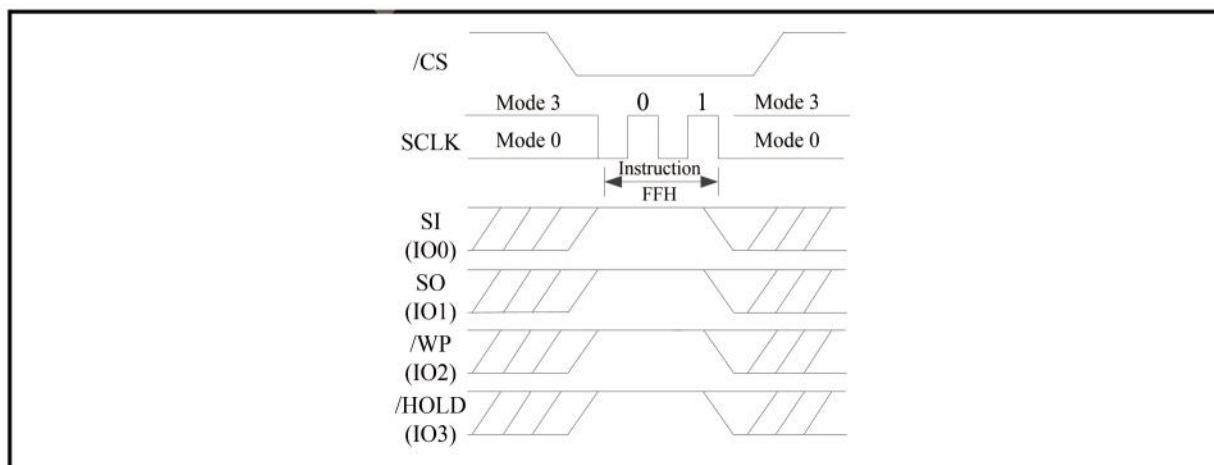 /CS
Mode 3 0 1 Mode 3
SCLK Mode 0 Mode 0
Instruction
FFH
SI
(IO0)
SO
(IO1)
/WP
(IO2)
/HOLD
(IO3)